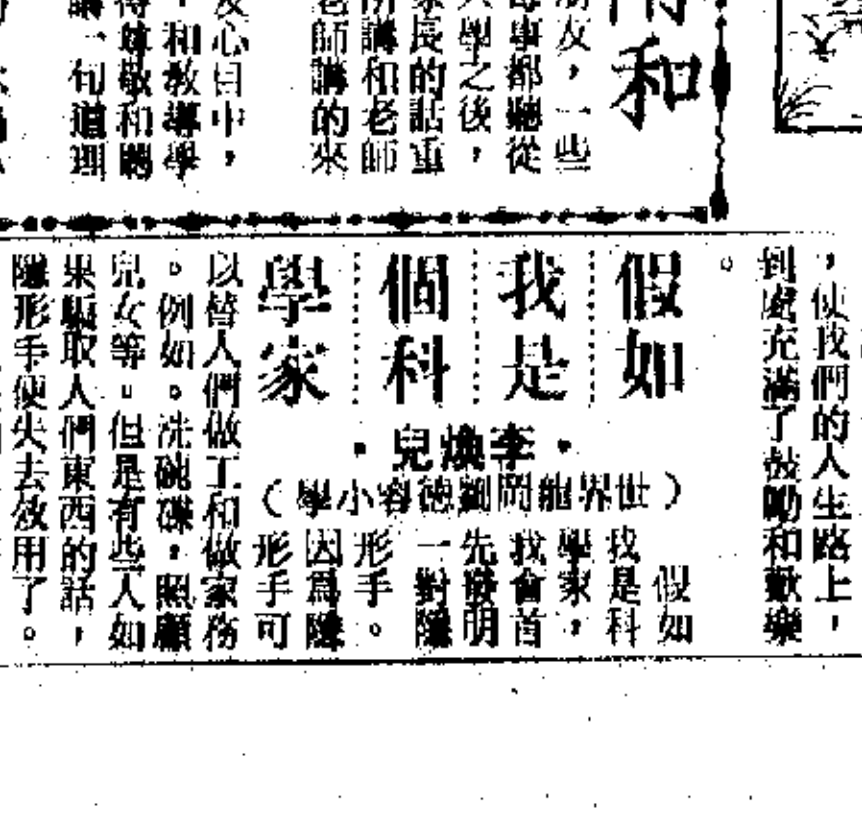 和
朋友，一些
每事都聽從
學之後，
家長的話重
所講和老師
老師講的來
心目中，
，和教導學
得尊敬和
講一句道理
，使我們的人生路上，
到處充滿了鼓勵和歡樂
。
假如
我是
個科
學家
・李煥兒・
（世界龍岡劉德容小學）
假如
我是科
學家，
我會首
先發明
一對隱
形手。
因爲隱
形手可
以替人們做工和做家務
。例如。洗碗碟，照顧
兒女等。但是有些人如
果騙取人們東西的話，
隱形手便失去效用了。